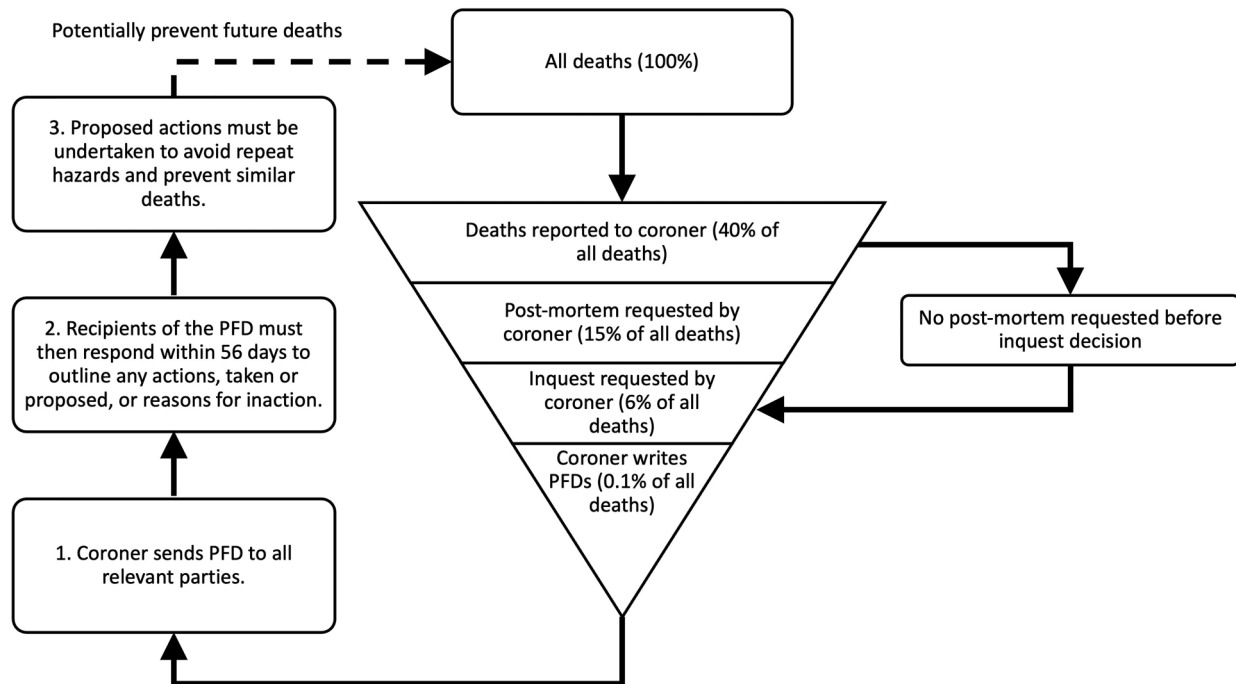 Potentially prevent future deaths
All deaths (100%)
3. Proposed actions must be
undertaken to avoid repeat
hazards and prevent similar
deaths.
Deaths reported to coroner (40% of
all deaths)
Post-mortem requested by
coroner (15% of all deaths)
No post-mortem requested before
inquest decision
2. Recipients of the PFD must
then respond within 56 days to
outline any actions, taken or
proposed, or reasons for inaction.
Inquest requested by
coroner (6% of all
deaths)
Coroner writes
PFDs (0.1% of all
deaths)
1. Coroner sends PFD to all
relevant parties.